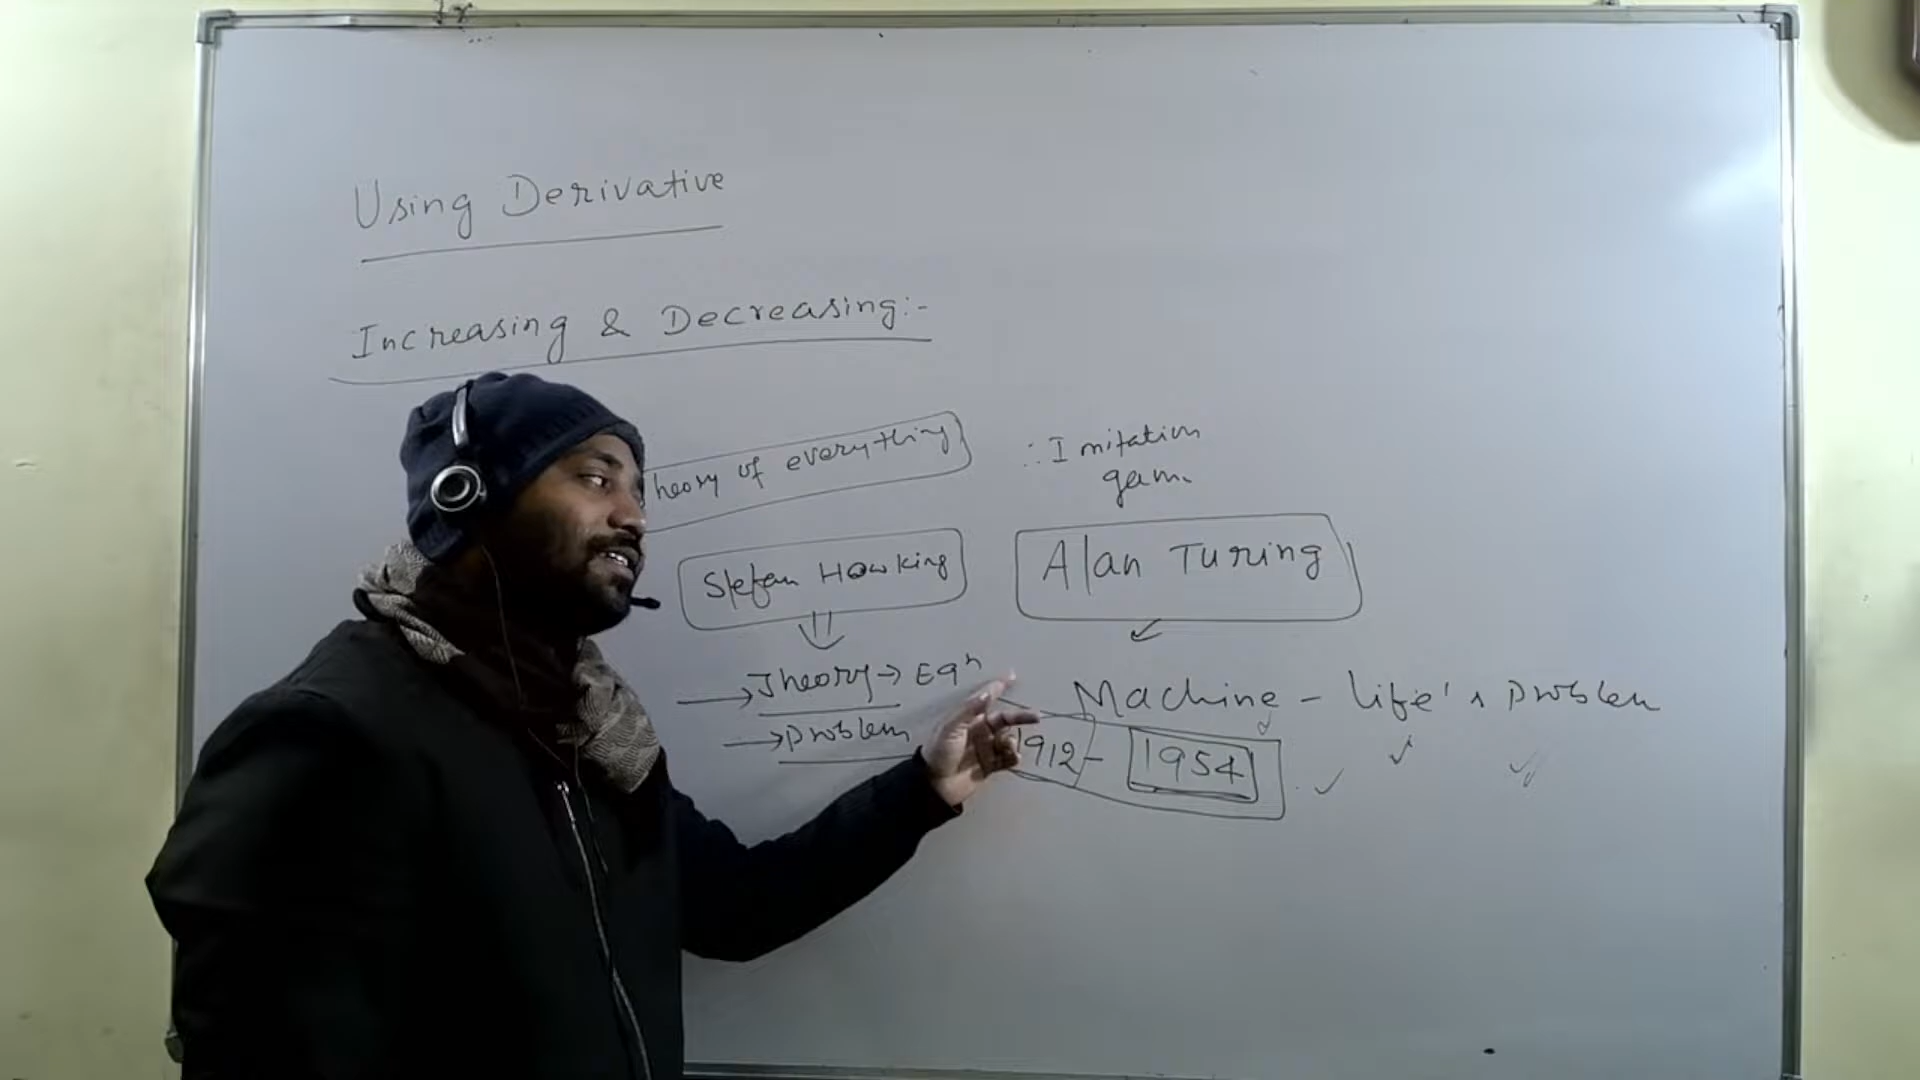 Using Derivative
Increasing & Decreasing:-
heory of everything
∴ Imitation
gam
Stefan Howking
Alan Turing
Theory → Eqn
Problem
Machine - life's Problem
1912 - 1954